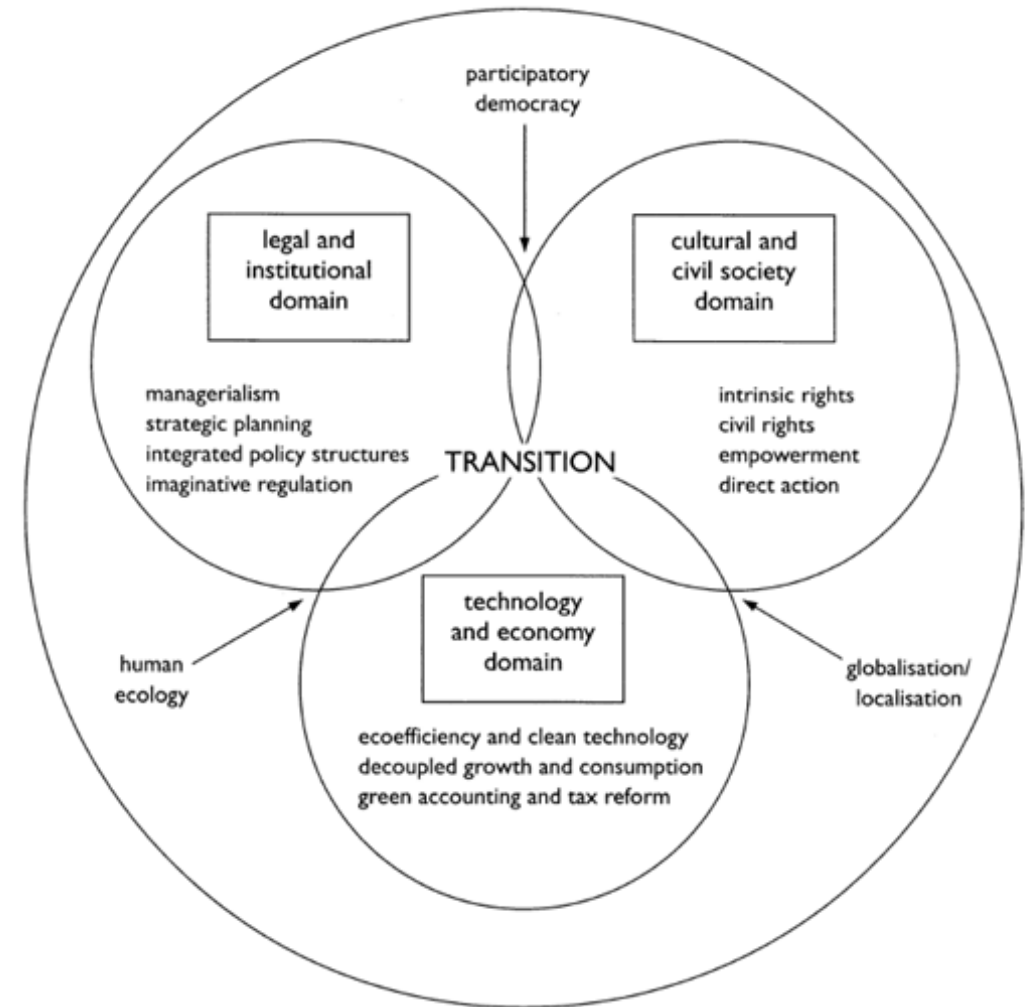 participatory
democracy
legal and
institutional
domain
cultural and
civil society
domain
managerialism
strategic planning
integrated policy structures
imaginative regulation
intrinsic rights
civil rights
empowerment
direct action
TRANSITION
technology
and economy
domain
human
ecology
globalisation/
localisation
ecoefficiency and clean technology
decoupled growth and consumption
green accounting and tax reform